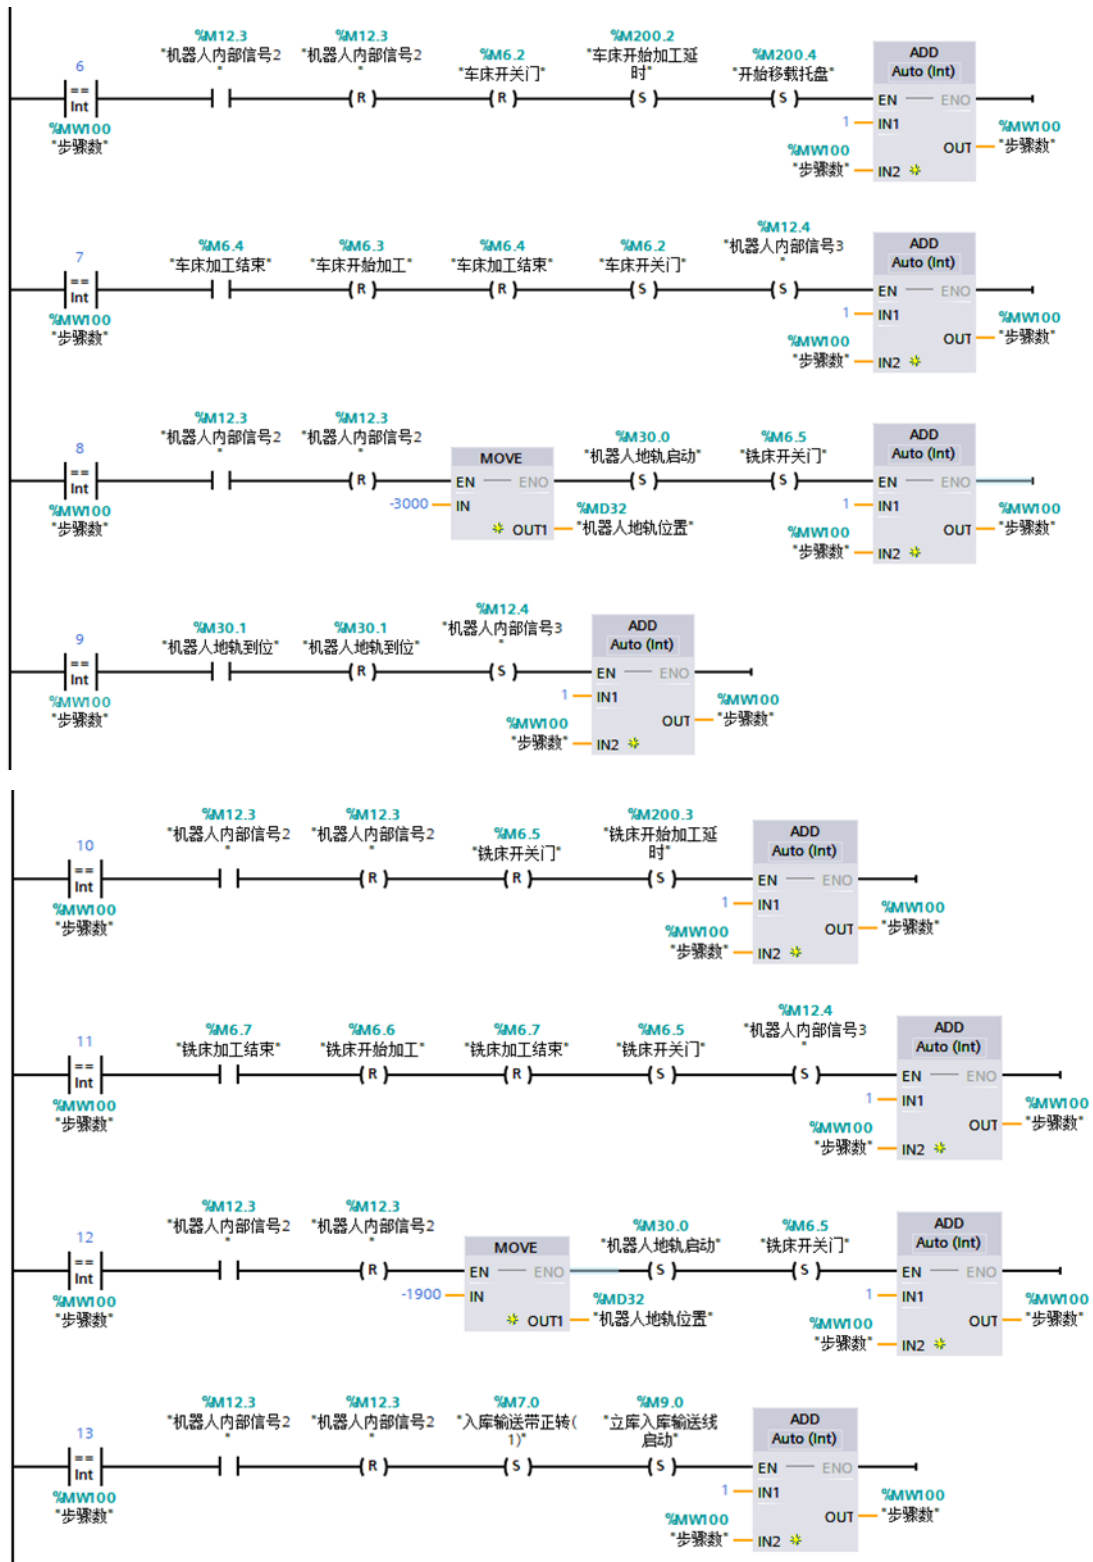 %M12.3 %M12.3 %M200.2
"机器人内部信号2 "机器人内部信号2 %M6.2 "车床开始加工延 %M200.4 ADD
6 " " "车床开关门" 时" "开始移载托盘" Auto (Int)
== ( R ) ( R ) ( S ) ( S ) EN ENO
Int 1 IN1
%MW100 %MW100 OUT %MW100
"步骤数" "步骤数" IN2 "步骤数"
%M12.4
%M6.4 %M6.3 %M6.4 %M6.2 "机器人内部信号3 ADD
7 "车床加工结束" "车床开始加工" "车床加工结束" "车床开关门" " Auto (Int)
== ( R ) ( R ) ( S ) ( S ) EN ENO
Int 1 IN1
%MW100 %MW100 OUT %MW100
"步骤数" "步骤数" IN2 "步骤数"
%M12.3 %M12.3
"机器人内部信号2 "机器人内部信号2 %M30.0 %M6.5 ADD
8 " " MOVE "机器人地轨启动" "铣床开关门" Auto (Int)
== ( R ) EN ENO ( S ) ( S ) EN ENO
Int -3000 IN 1 IN1
%MW100 OUT1 %MD32 %MW100 OUT %MW100
"步骤数" "机器人地轨位置" "步骤数" IN2 "步骤数"
%M12.4
%M30.1 %M30.1 "机器人内部信号3 ADD
9 "机器人地轨到位" "机器人地轨到位" " Auto (Int)
== ( R ) ( S ) EN ENO
Int 1 IN1
%MW100 %MW100 OUT %MW100
"步骤数" "步骤数" IN2 "步骤数"
%M12.3 %M12.3 %M200.3
"机器人内部信号2 "机器人内部信号2 %M6.5 "铣床开始加工延 ADD
10 " " "铣床开关门" 时" Auto (Int)
== ( R ) ( R ) ( S ) EN ENO
Int 1 IN1
%MW100 %MW100 OUT %MW100
"步骤数" "步骤数" IN2 "步骤数"
%M12.4
%M6.7 %M6.6 %M6.7 %M6.5 "机器人内部信号3 ADD
11 "铣床加工结束" "铣床开始加工" "铣床加工结束" "铣床开关门" " Auto (Int)
== ( R ) ( R ) ( S ) ( S ) EN ENO
Int 1 IN1
%MW100 %MW100 OUT %MW100
"步骤数" "步骤数" IN2 "步骤数"
%M12.3 %M12.3
"机器人内部信号2 "机器人内部信号2 %M30.0 %M6.5 ADD
12 " " MOVE "机器人地轨启动" "铣床开关门" Auto (Int)
== ( R ) EN ENO ( S ) ( S ) EN ENO
Int -1900 IN 1 IN1
%MW100 OUT1 %MD32 %MW100 OUT %MW100
"步骤数" "机器人地轨位置" "步骤数" IN2 "步骤数"
%M12.3 %M12.3 %M7.0 %M9.0
"机器人内部信号2 "机器人内部信号2 "入库输送带正转( "立库入库输送线 ADD
13 " " 1)" 启动" Auto (Int)
== ( R ) ( S ) ( S ) EN ENO
Int 1 IN1
%MW100 %MW100 OUT %MW100
"步骤数" "步骤数" IN2 "步骤数"